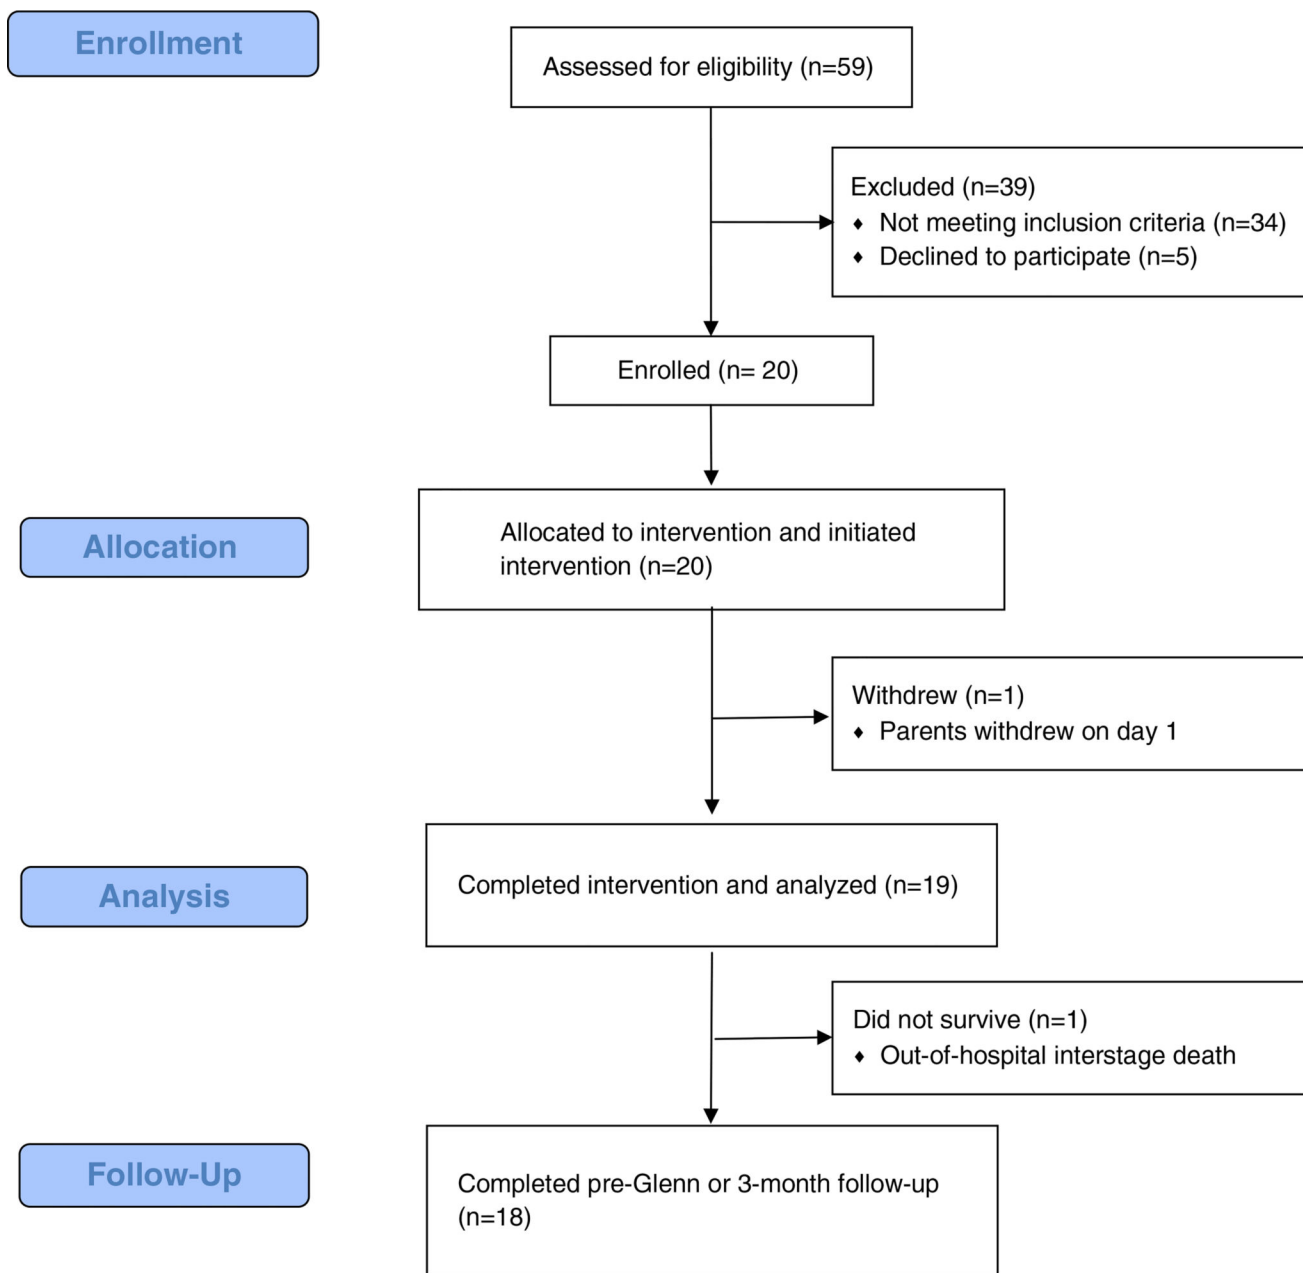 Enrollment
Assessed for eligibility (n=59)
Excluded (n=39)
♦ Not meeting inclusion criteria (n=34)
♦ Declined to participate (n=5)
Enrolled (n= 20)
Allocation
Allocated to intervention and initiated
intervention (n=20)
Withdrew (n=1)
♦ Parents withdrew on day 1
Analysis
Completed intervention and analyzed (n=19)
Did not survive (n=1)
♦ Out-of-hospital interstage death
Follow-Up
Completed pre-Glenn or 3-month follow-up
(n=18)